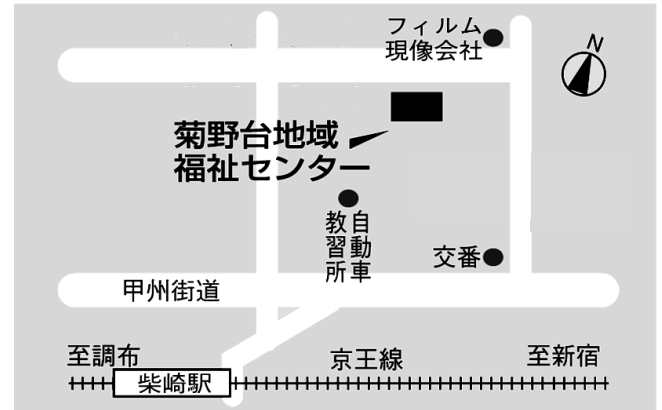 フィルム
現像会社
N
菊野台地域
福祉センター
自動車
教習所
交番
甲州街道
至調布
京王線
至新宿
柴崎駅